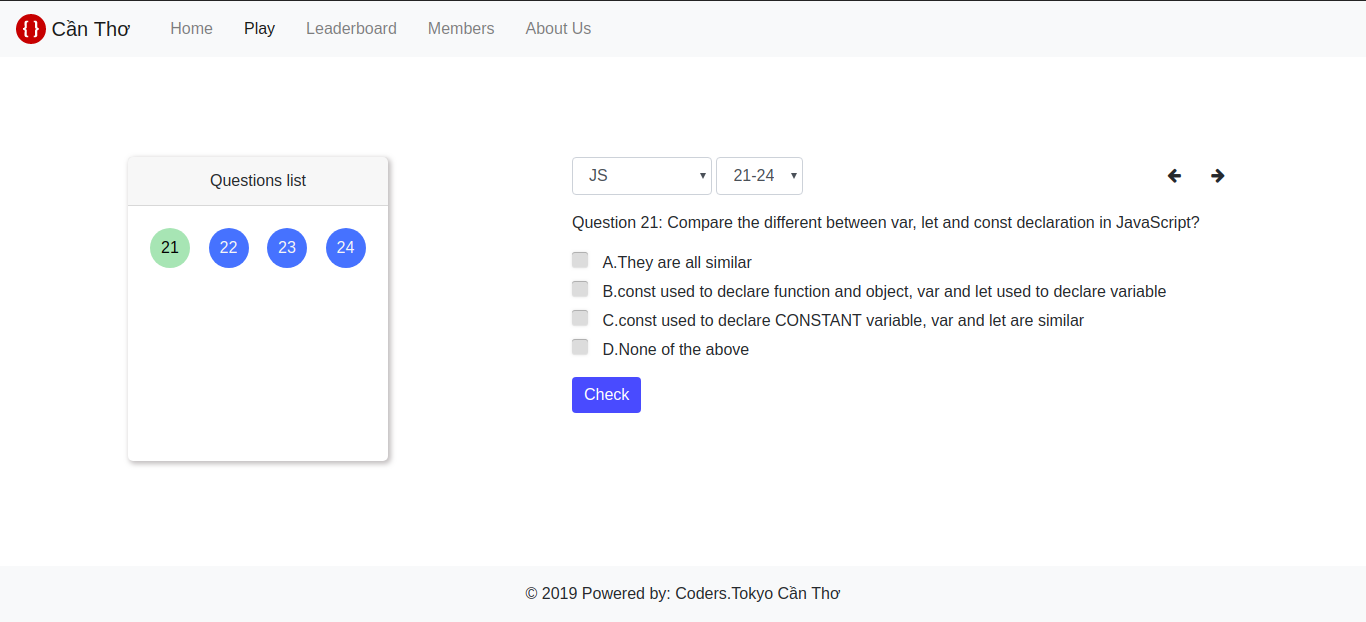 { } Cần Thơ Home Play Leaderboard Members About Us
Questions list
21 22 23 24
JS 21-24
Question 21: Compare the different between var, let and const declaration in JavaScript?
A.They are all similar
B.const used to declare function and object, var and let used to declare variable
C.const used to declare CONSTANT variable, var and let are similar
D.None of the above
Check
© 2019 Powered by: Coders.Tokyo Cần Thơ